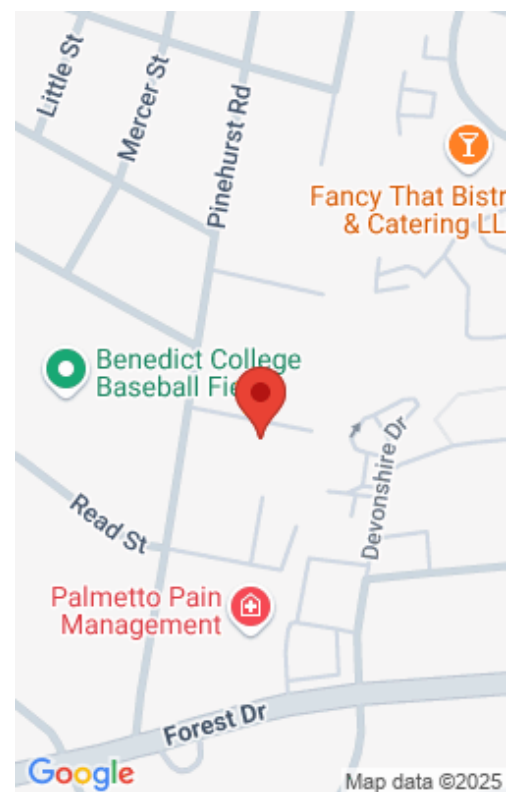 Little St
Mercer St
Pinehurst Rd
Fancy That Bistr
& Catering LL
Benedict College
Baseball Fie
Devonshire Dr
Read St
Palmetto Pain
Management
Forest Dr
Google
Map data ©2025